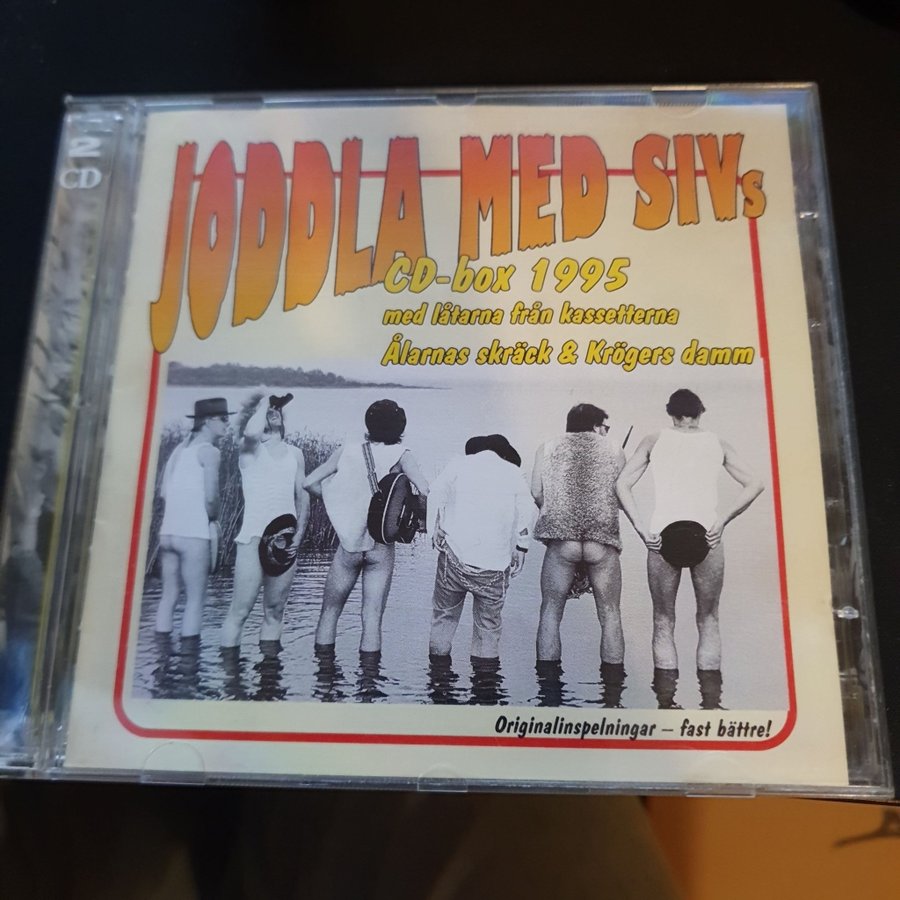 2
CD
JODDLA MED SIVs
CD-box 1995
med låtarna från kassetterna
Ålarnas skräck & Krögers damm
Originalinspelningar – fast bättre!